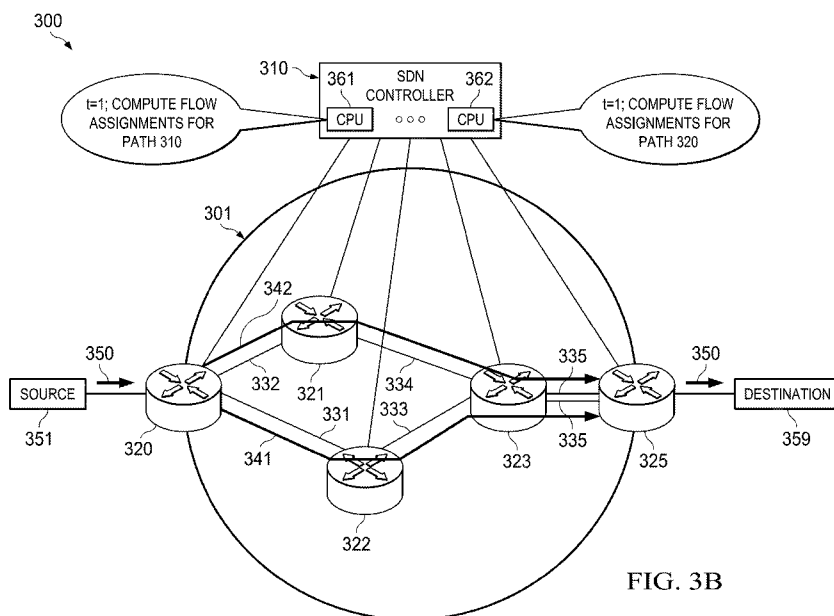 300
310
SDN
CONTROLLER
361
362
CPU
CPU
t=1; COMPUTE FLOW
ASSIGNMENTS FOR
PATH 310
t=1; COMPUTE FLOW
ASSIGNMENTS FOR
PATH 320
301
342
350
332
321
334
335
350
SOURCE
351
320
331
333
323
335
325
DESTINATION
359
341
322
FIG. 3B